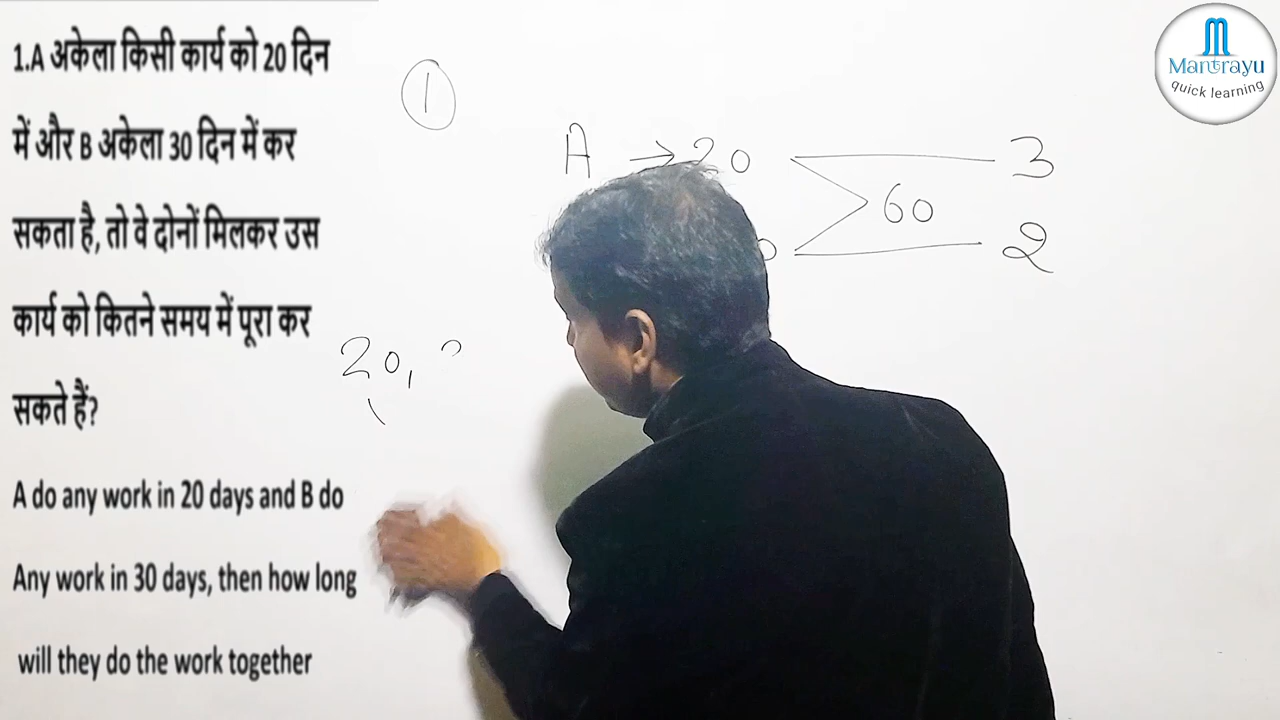 1.A अकेला किसी कार्य को 20 दिन
में और B अकेला 30 दिन में कर
सकता है, तो वे दोनों मिलकर उस
कार्य को कितने समय में पूरा कर
सकते हैं?
A do any work in 20 days and B do
Any work in 30 days, then how long
will they do the work together
1
A → 20 3
60
0 2
20,
Mantrayu
quick learning